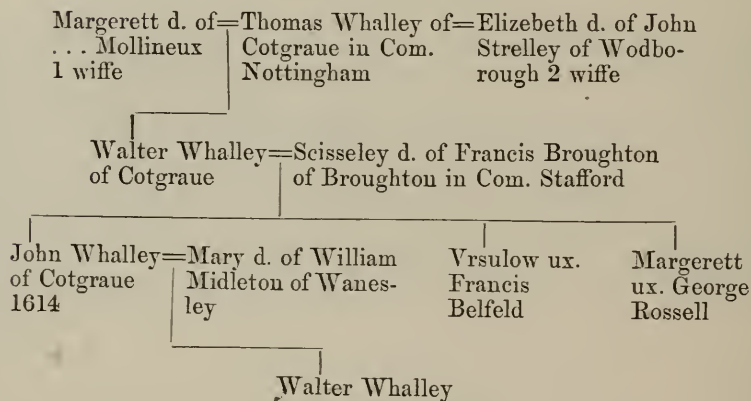 Margerett d. of=Thomas Whalley of=Elizebeth d. of John
. . . Mollineux Cotgraue in Com. Strelley of Wodbo-
1 wiffe Nottingham rough 2 wiffe
Walter Whalley=Scisseley d. of Francis Broughton
of Cotgraue of Broughton in Com. Stafford
John Whalley=Mary d. of William Vrsulow ux. Margerett
of Cotgraue Midleton of Wanes- Francis ux. George
1614 ley Belfeld Rossell
Walter Whalley